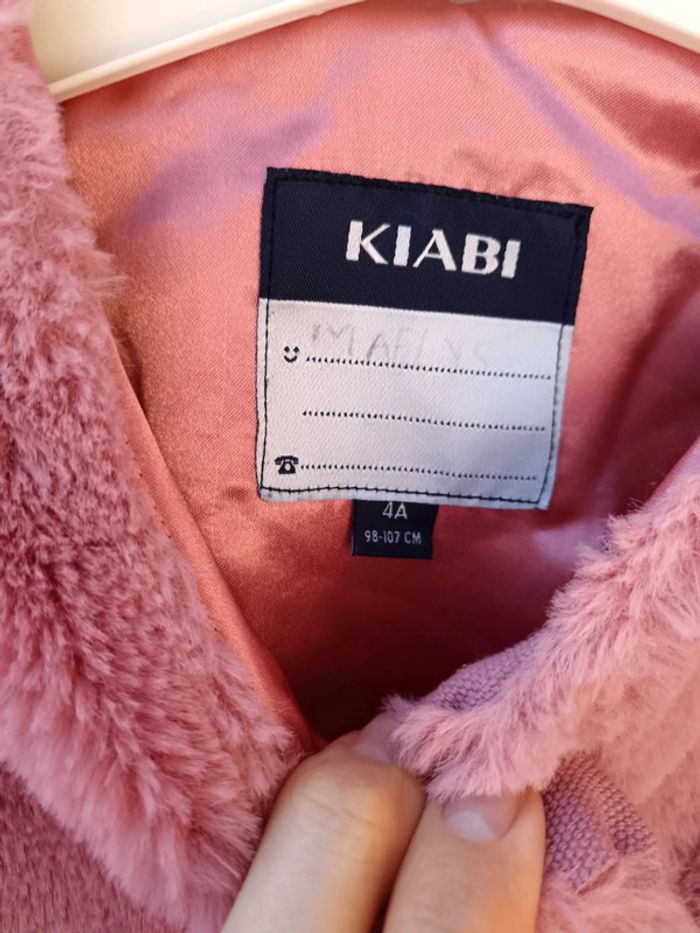 KIABI
MAELYS
4A
98-107 CM